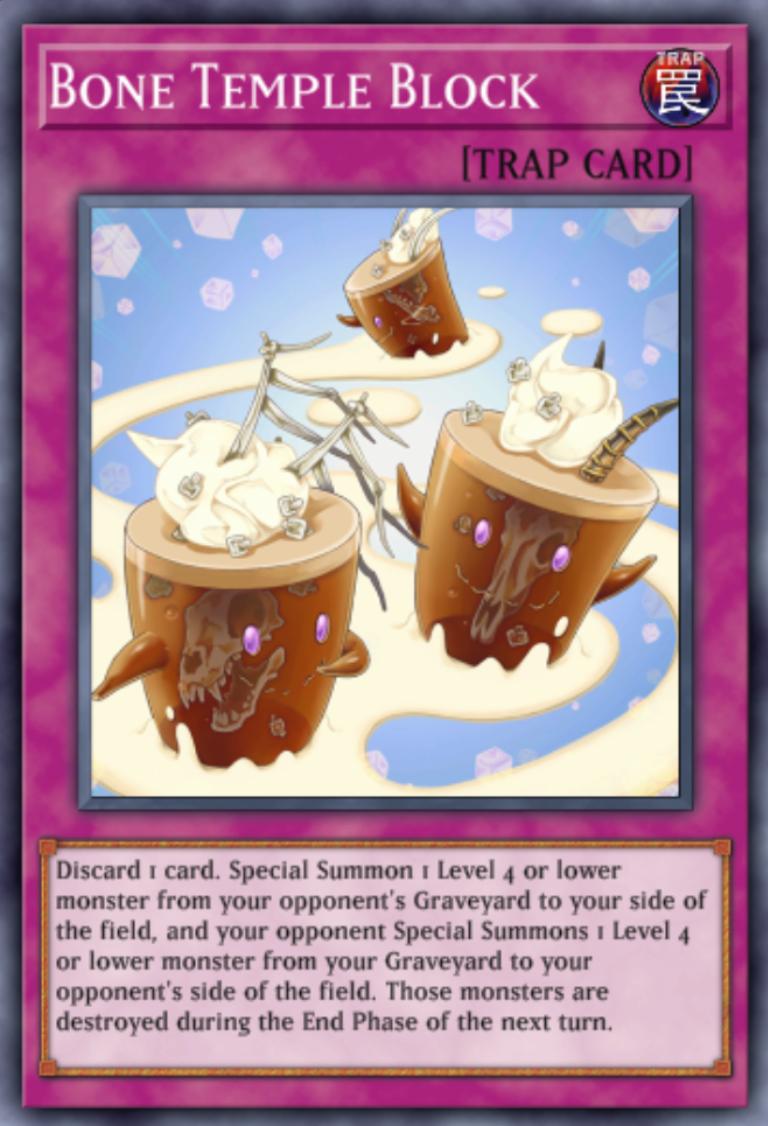 Bone Temple Block
TRAP
罠
[TRAP CARD]
Discard 1 card. Special Summon 1 Level 4 or lower
monster from your opponent's Graveyard to your side of
the field, and your opponent Special Summons 1 Level 4
or lower monster from your Graveyard to your
opponent's side of the field. Those monsters are
destroyed during the End Phase of the next turn.